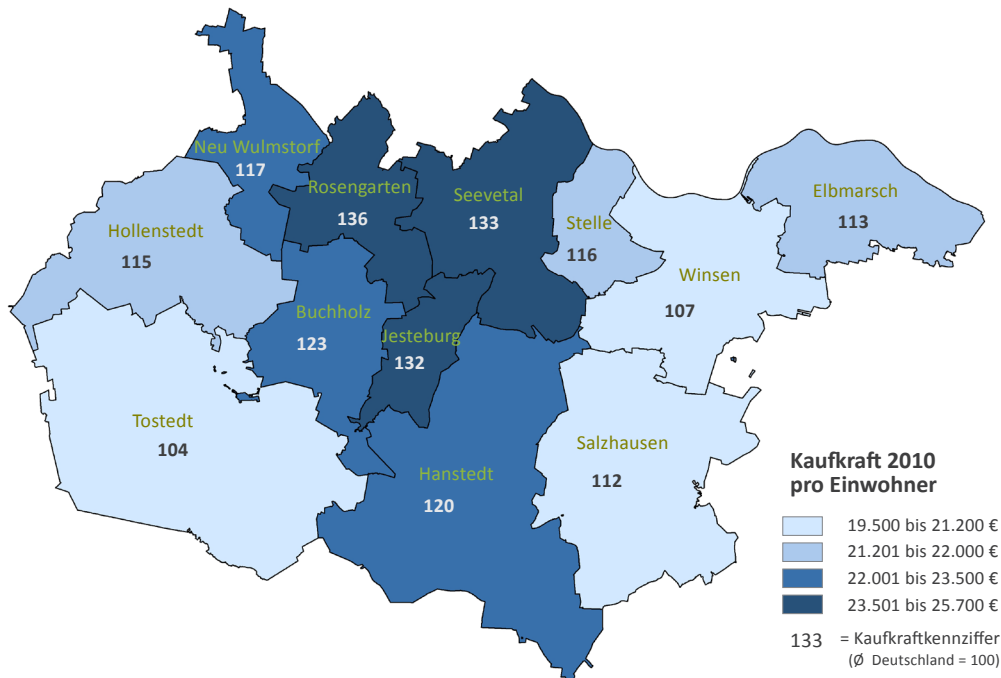 Neu Wulmstorf
117
Rosengarten
136
Seevetal
133
Elbmarsch
113
Hollenstedt
115
Stelle
116
Winsen
107
Buchholz
123
Jesteburg
132
Tostedt
104
Hanstedt
120
Salzhausen
112
Kaufkraft 2010
pro Einwohner
19.500 bis 21.200 €
21.201 bis 22.000 €
22.001 bis 23.500 €
23.501 bis 25.700 €
133 = Kaufkraftkennziffer
(Ø Deutschland = 100)